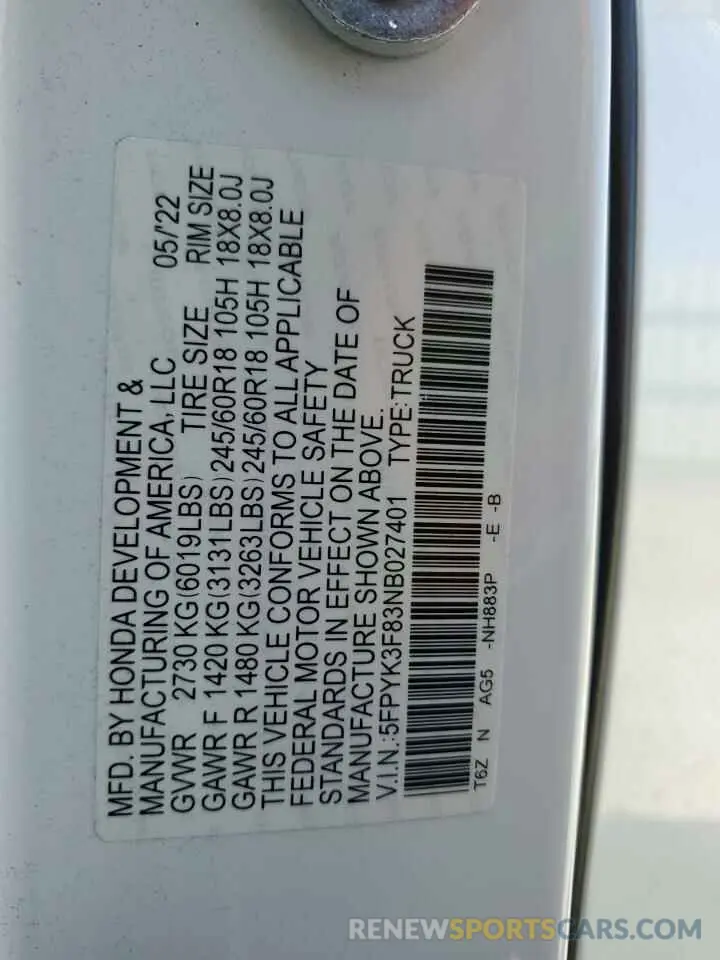 MFD. BY HONDA DEVELOPMENT &
MANUFACTURING OF AMERICA, LLC 05/'22
GVWR 2730 KG(6019LBS) TIRE SIZE RIM SIZE
GAWR F 1420 KG(3131LBS)245/60R18 105H 18X8.0J
GAWR R 1480 KG(3263LBS)245/60R18 105H 18X8.0J
THIS VEHICLE CONFORMS TO ALL APPLICABLE
FEDERAL MOTOR VEHICLE SAFETY
STANDARDS IN EFFECT ON THE DATE OF
MANUFACTURE SHOWN ABOVE.
V.I.N.:5FPYK3F83NB027401 TYPE:TRUCK
T6Z N AG5 -NH883P -E -B
RENEWSPORTSCARS.COM